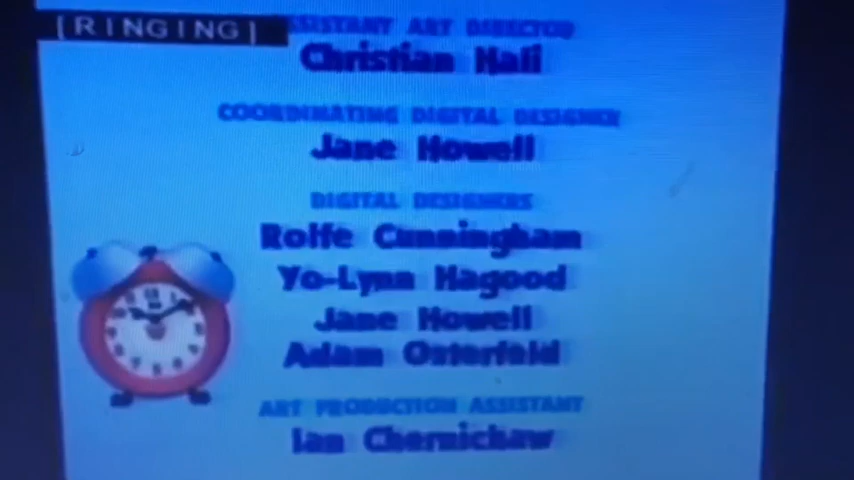 [RINGING]
ASSISTANT ART DIRECTOR
Christian Hali
COORDINATING DIGITAL DESIGNER
Jane Howell
DIGITAL DESIGNERS
Rolfe Cunningham
Yo-Lynn Hagood
Jane Howell
Adam Osterfeld
ART PRODUCTION ASSISTANT
Ian Chernichaw